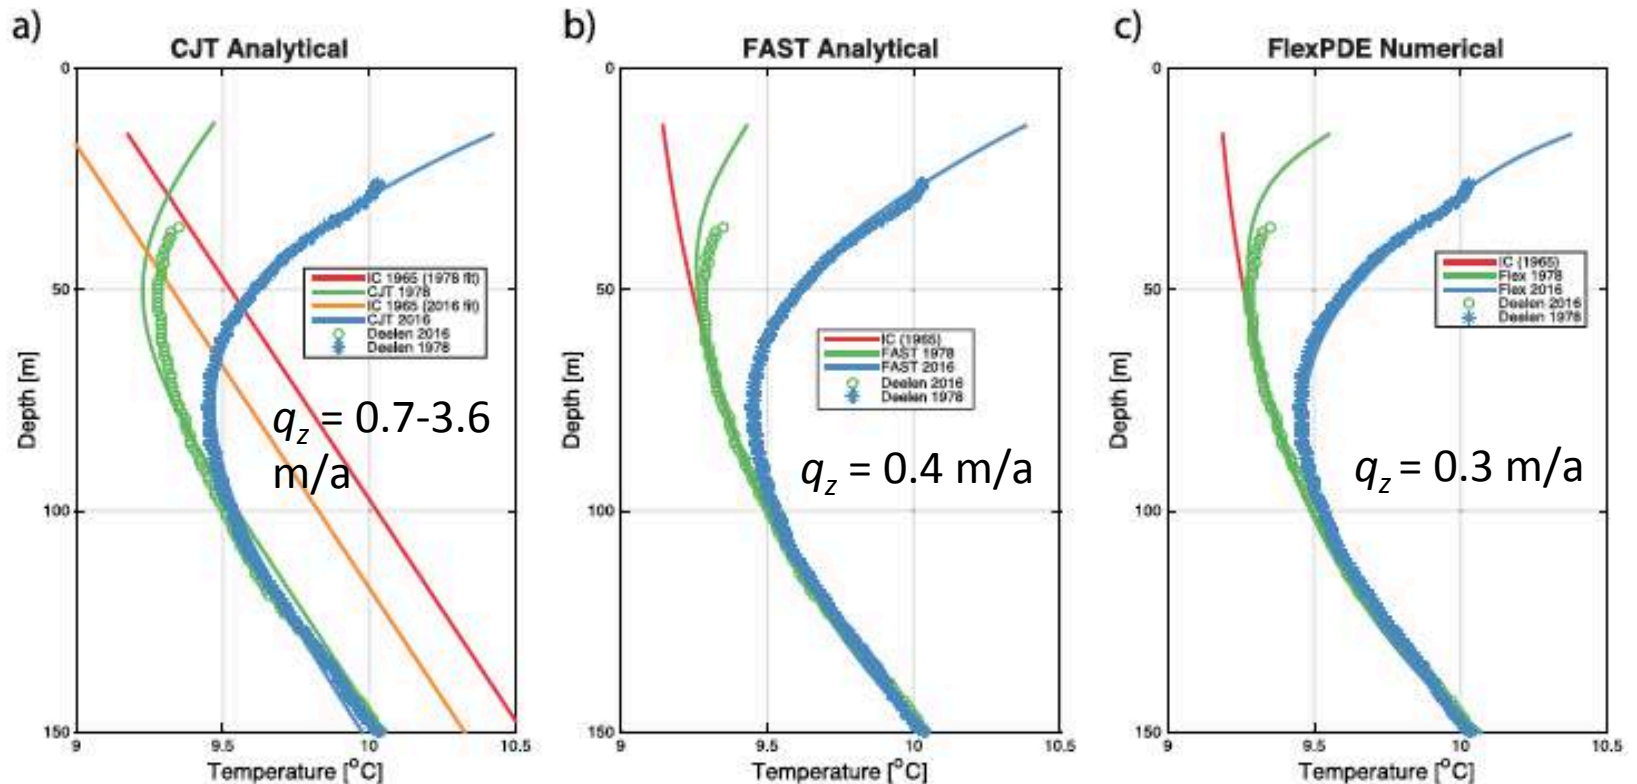 a)
CJT Analytical
0
50
100
150
9
9.5
10
10.5
Depth [m]
Temperature [°C]
IC 1965 (1978 fit)
CJT 1978
IC 1965 (2016 fit)
CJT 2016
Deelen 2016
Deelen 1978
q_z = 0.7-3.6
m/a
b)
FAST Analytical
0
50
100
150
9
9.5
10
10.5
Depth [m]
Temperature [°C]
IC (1965)
FAST 1978
FAST 2016
Deelen 2016
Deelen 1978
q_z = 0.4 m/a
c)
FlexPDE Numerical
0
50
100
150
9
9.5
10
10.5
Depth [m]
Temperature [°C]
IC (1965)
Flex 1978
Flex 2016
Deelen 2016
Deelen 1978
q_z = 0.3 m/a